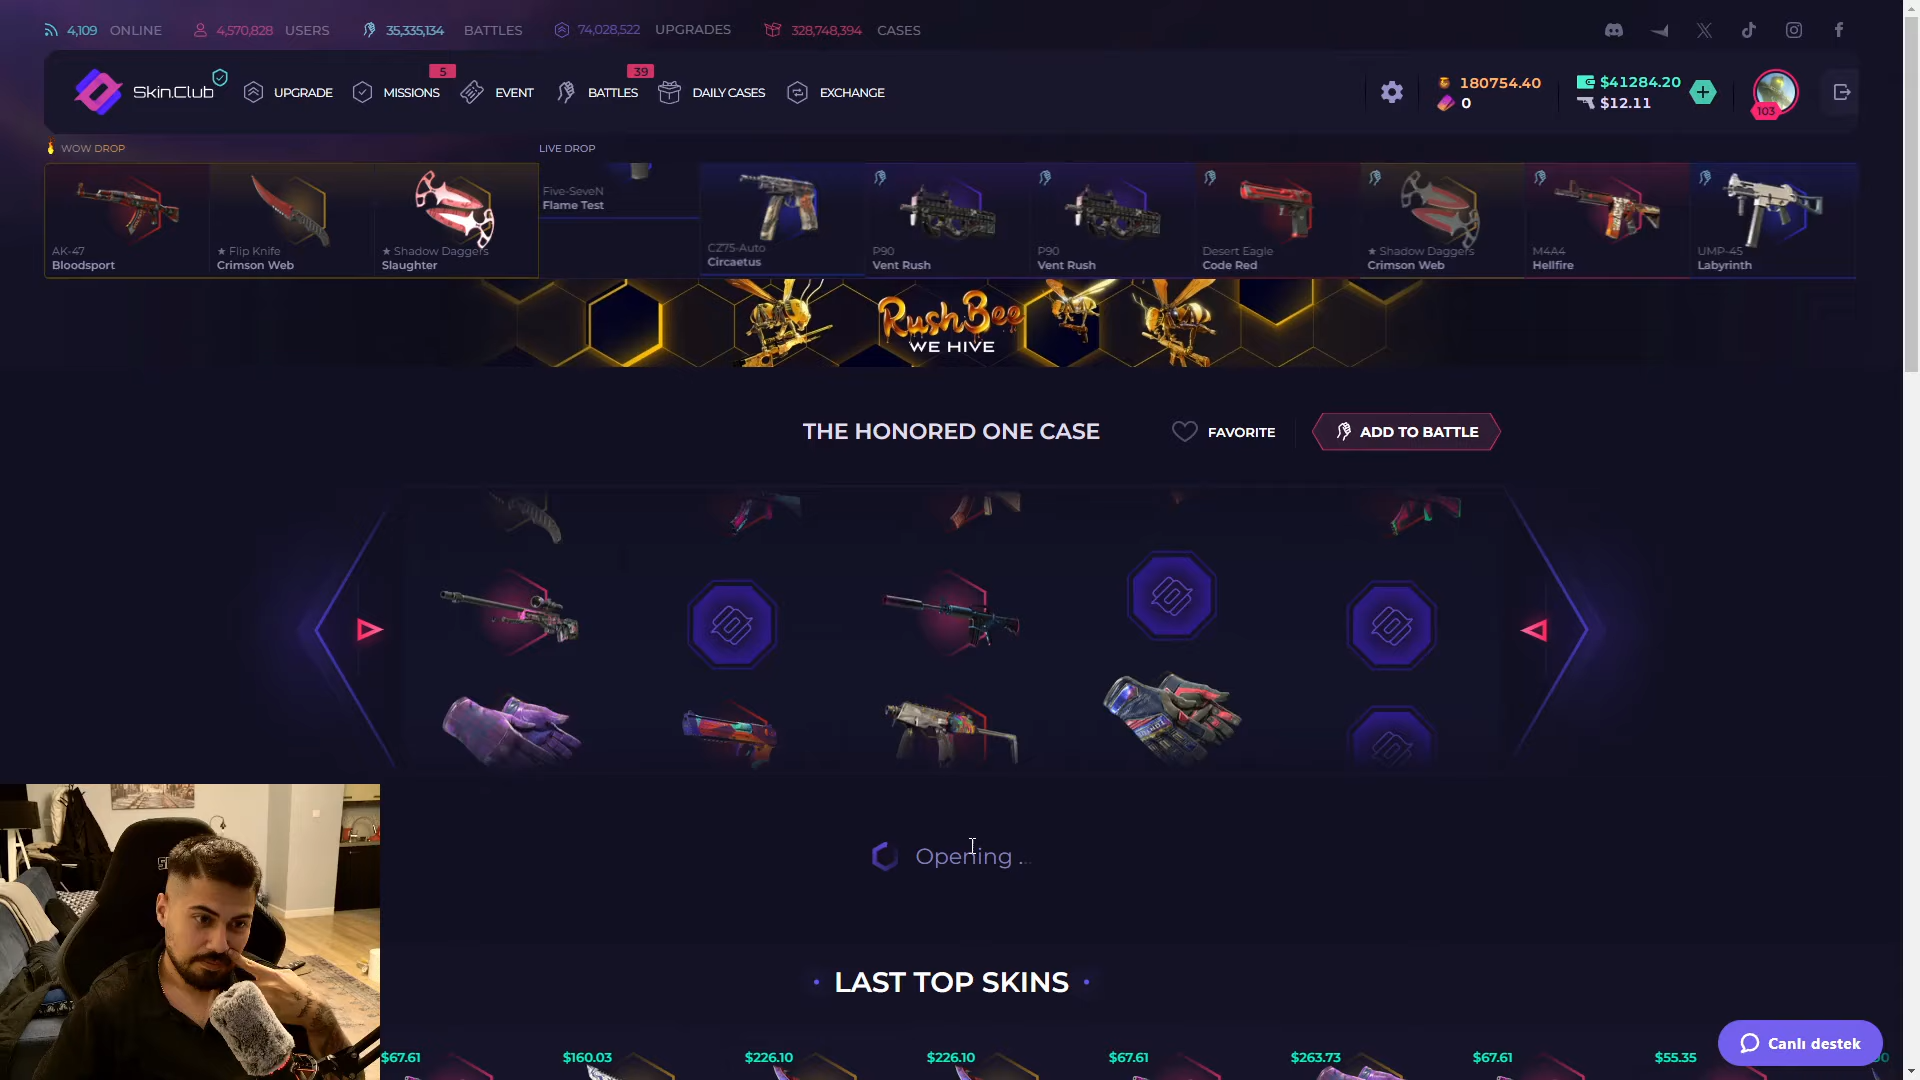 4,109 ONLINE 4,570,828 USERS 35,335,134 BATTLES 74,028,522 UPGRADES 328,748,394 CASES
Skin.Club UPGRADE MISSIONS 5 EVENT BATTLES 39 DAILY CASES EXCHANGE
180754.40 $41284.20
0 $12.11
103
WOW DROP LIVE DROP
AK-47
Bloodsport
★ Flip Knife
Crimson Web
★ Shadow Daggers
Slaughter
Five-SeveN
Flame Test
CZ75-Auto
Circaetus
P90
Vent Rush
P90
Vent Rush
Desert Eagle
Code Red
★ Shadow Daggers
Crimson Web
M4A4
Hellfire
UMP-45
Labyrinth
RushBee
WE HIVE
THE HONORED ONE CASE FAVORITE ADD TO BATTLE
Opening ...
LAST TOP SKINS
Canlı destek
$67.61 $160.03 $226.10 $226.10 $67.61 $263.73 $67.61 $55.35